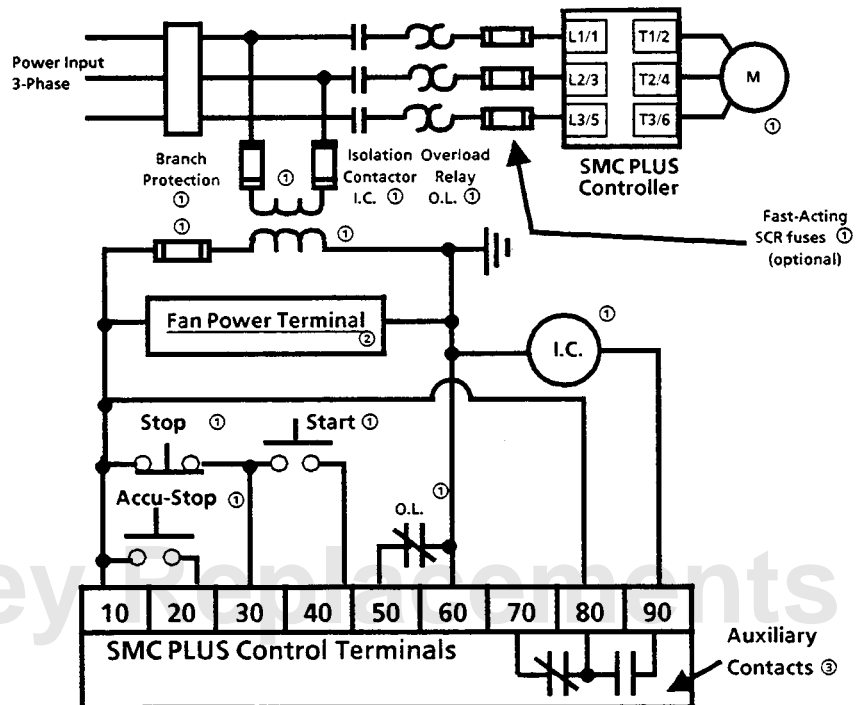 Power Input
3-Phase
L1/1
T1/2
L2/3
T2/4
L3/5
T3/6
M
①
Branch
Protection
①
①
Isolation
Contactor
I.C. ①
Overload
Relay
O.L. ①
SMC PLUS
Controller
Fast-Acting
SCR fuses ①
(optional)
①
①
Fan Power Terminal
②
I.C.
①
Stop ①
Start ①
Accu-Stop ①
O.L.
①
ey Replacements
10 20 30 40 50 60 70 80 90
SMC PLUS Control Terminals
Auxiliary
Contacts ③